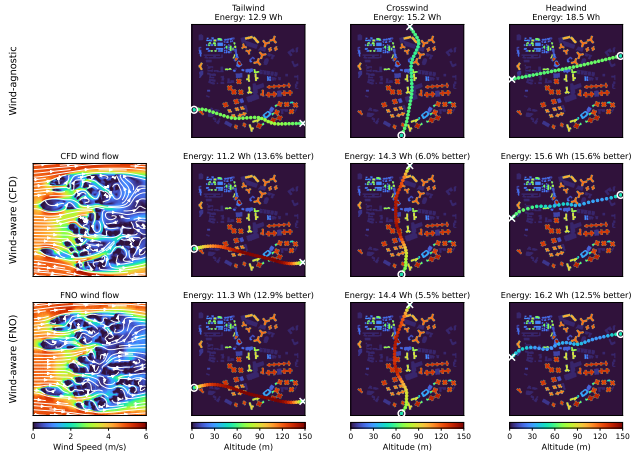 Tailwind
Energy: 12.9 Wh
Crosswind
Energy: 15.2 Wh
Headwind
Energy: 18.5 Wh
Wind-agnostic
CFD wind flow
Energy: 11.2 Wh (13.6% better)
Energy: 14.3 Wh (6.0% better)
Energy: 15.6 Wh (15.6% better)
Wind-aware (CFD)
FNO wind flow
Energy: 11.3 Wh (12.9% better)
Energy: 14.4 Wh (5.5% better)
Energy: 16.2 Wh (12.5% better)
Wind-aware (FNO)
0 2 4 6
Wind Speed (m/s)
0 30 60 90 120 150
Altitude (m)
0 30 60 90 120 150
Altitude (m)
0 30 60 90 120 150
Altitude (m)